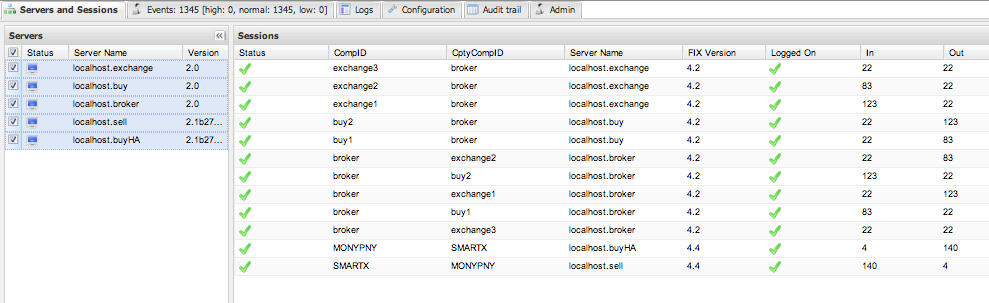 Servers and Sessions Events: 1345 [high: 0, normal: 1345, low: 0] Logs Configuration Audit trail Admin
Servers
Status Server Name Version
localhost.exchange 2.0
localhost.buy 2.0
localhost.broker 2.0
localhost.sell 2.1b27...
localhost.buyHA 2.1b27...
Sessions
Status CompID CptyCompID Server Name FIX Version Logged On In Out
exchange3 broker localhost.exchange 4.2 22 22
exchange2 broker localhost.exchange 4.2 83 22
exchange1 broker localhost.exchange 4.2 123 22
buy2 broker localhost.buy 4.2 22 123
buy1 broker localhost.buy 4.2 22 83
broker exchange2 localhost.broker 4.2 22 83
broker buy2 localhost.broker 4.2 123 22
broker exchange1 localhost.broker 4.2 22 123
broker buy1 localhost.broker 4.2 83 22
broker exchange3 localhost.broker 4.2 22 22
MONYPNY SMARTX localhost.buyHA 4.4 4 140
SMARTX MONYPNY localhost.sell 4.4 140 4